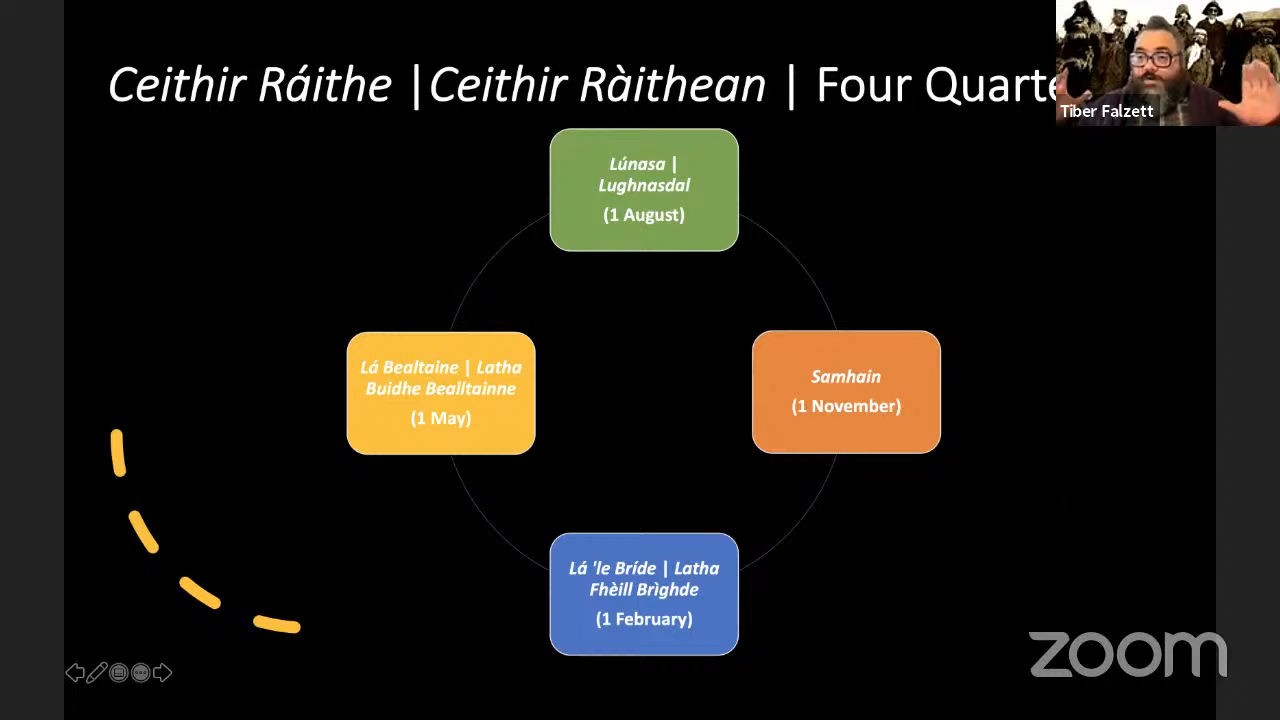 Ceithir Ráithe |Ceithir Ràithean | Four Quarte
Tiber Falzett
Lúnasa |
Lughnasdal
(1 August)
Lá Bealtaine | Latha
Buidhe Bealltainne
(1 May)
Samhain
(1 November)
Lá 'le Bríde | Latha
Fhèill Brìghde
(1 February)
zoom